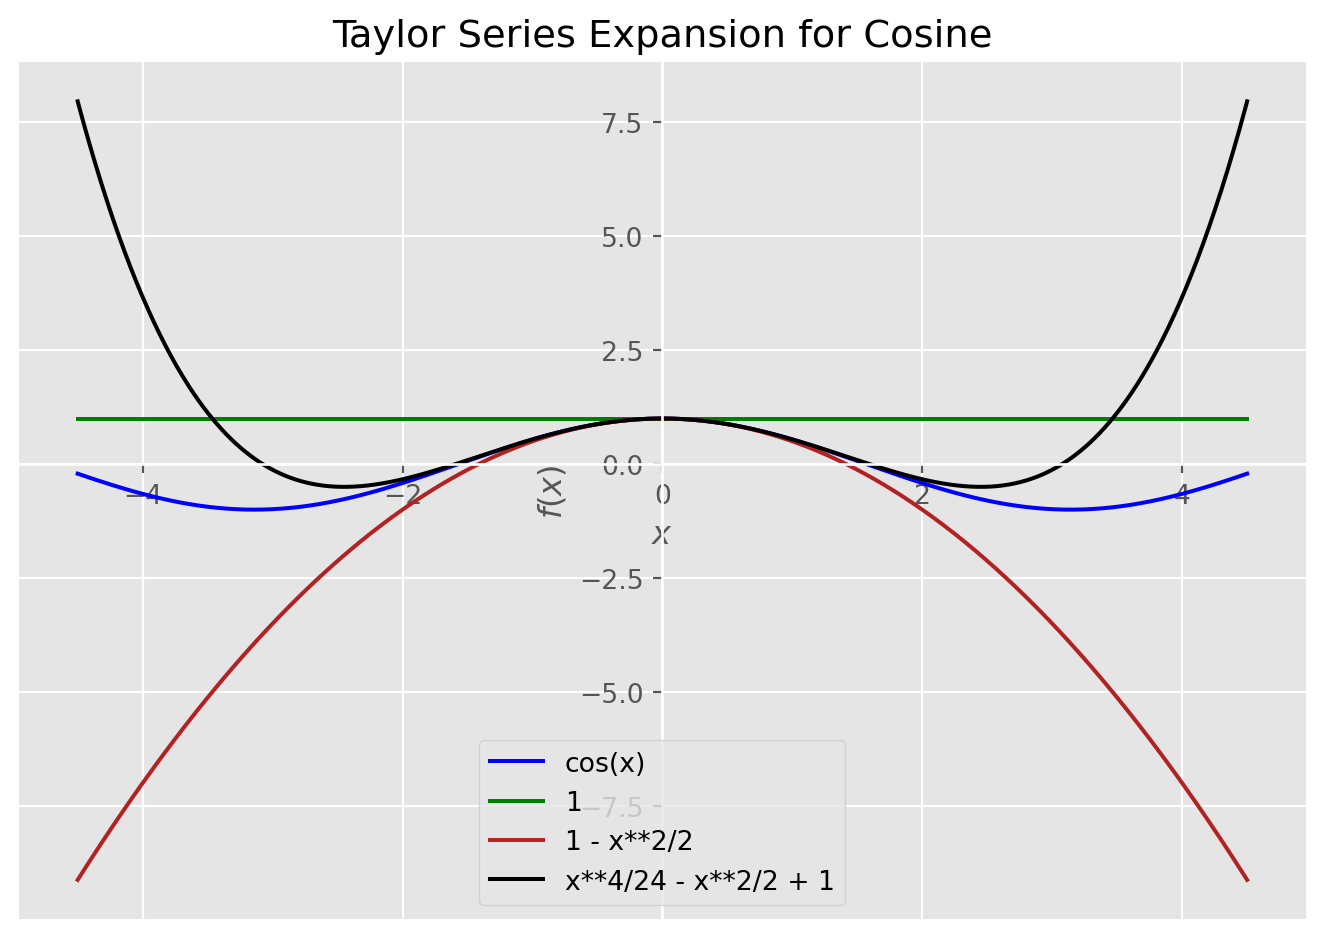 Taylor Series Expansion for Cosine
7.5
5.0
2.5
0.0
f(x)
−4
−2
0
2
4
x
−2.5
−5.0
cos(x)
1
−7.5
1 - x**2/2
x**4/24 - x**2/2 + 1